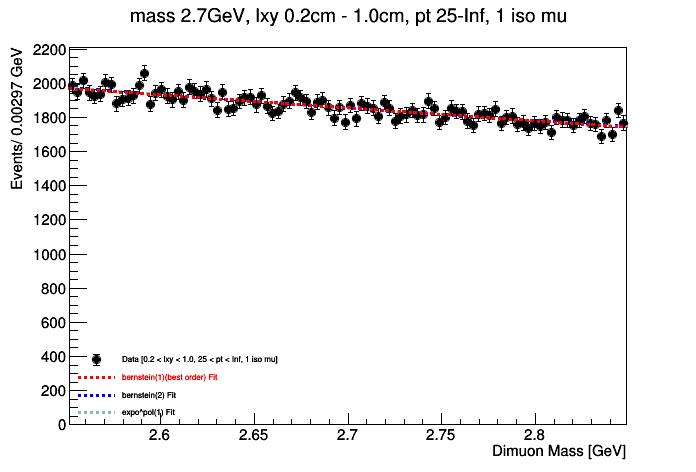 mass 2.7GeV, lxy 0.2cm - 1.0cm, pt 25-Inf, 1 iso mu
Events/ 0.00297 GeV
2200
2000
1800
1600
1400
1200
1000
800
600
400
200
0
Data [0.2 < lxy < 1.0, 25 < pt < Inf, 1 iso mu]
bernstein(1)(best order) Fit
bernstein(2) Fit
expo^pol(1) Fit
2.6 2.65 2.7 2.75 2.8
Dimuon Mass [GeV]